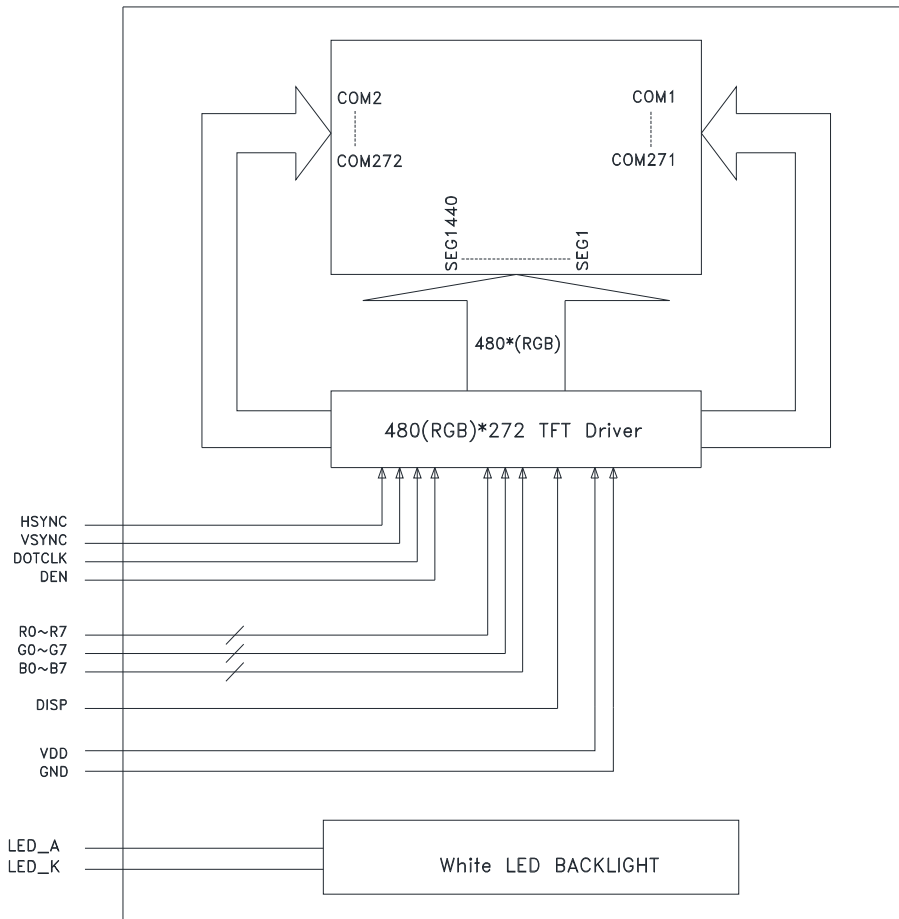 COM2
COM1
COM272
COM271
SEG1440
SEG1
480*(RGB)
480(RGB)*272 TFT Driver
HSYNC
VSYNC
DOTCLK
DEN
R0~R7
G0~G7
B0~B7
DISP
VDD
GND
LED_A
LED_K
White LED BACKLIGHT